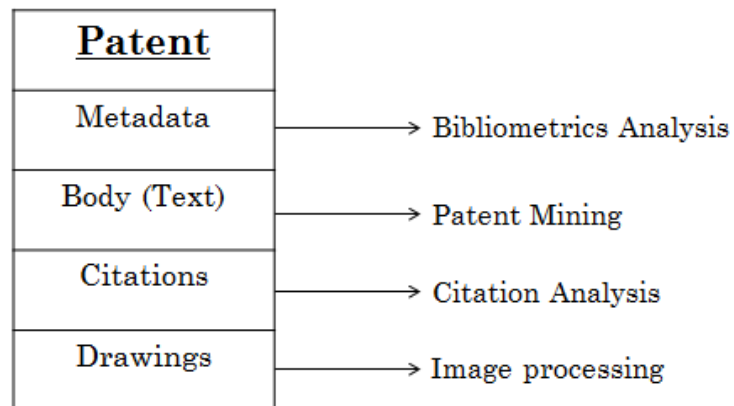 Patent
Metadata
Bibliometrics Analysis
Body (Text)
Patent Mining
Citations
Citation Analysis
Drawings
Image processing